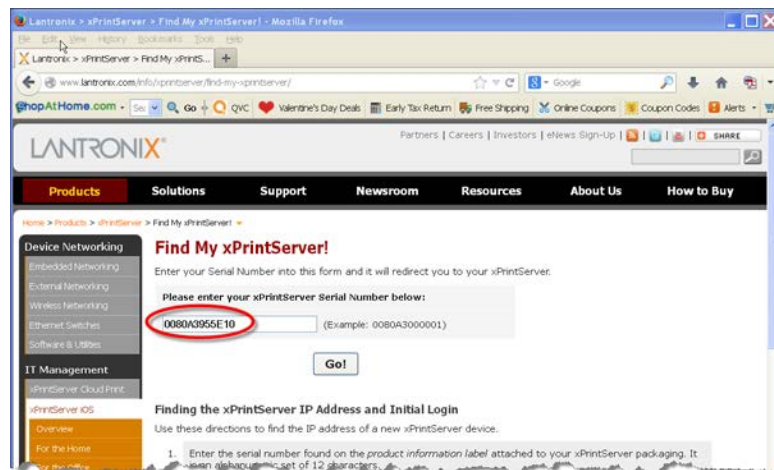 Lantronix > xPrintServer > Find My xPrintServer! - Mozilla Firefox
File Edit View History Bookmarks Tools Help
Lantronix > xPrintServer > Find My xPrintS... +
www.lantronix.com/info/xprintserver/find-my-xprintserver/
Google
ShopAtHome.com Go QVC Valentine's Day Deals Early Tax Return Free Shipping Online Coupons Coupon Codes Alerts
Partners | Careers | Investors | eNews Sign-Up | SHARE
LANTRONIX®
Products Solutions Support Newsroom Resources About Us How to Buy
Home > Products > xPrintServer > Find My xPrintServer!
Device Networking
Embedded Networking
External Networking
Wireless Networking
Ethernet Switches
Software & Utilities
IT Management
xPrintServer Cloud Print
xPrintServer iOS
Overview
For the Home
For the Office
Find My xPrintServer!
Enter your Serial Number into this form and it will redirect you to your xPrintServer.
Please enter your xPrintServer Serial Number below:
0080A3955E10 (Example: 0080A3000001)
Go!
Finding the xPrintServer IP Address and Initial Login
Use these directions to find the IP address of a new xPrintServer device.
1. Enter the serial number found on the product information label attached to your xPrintServer packaging. It
is an alphanumeric set of 12 characters.